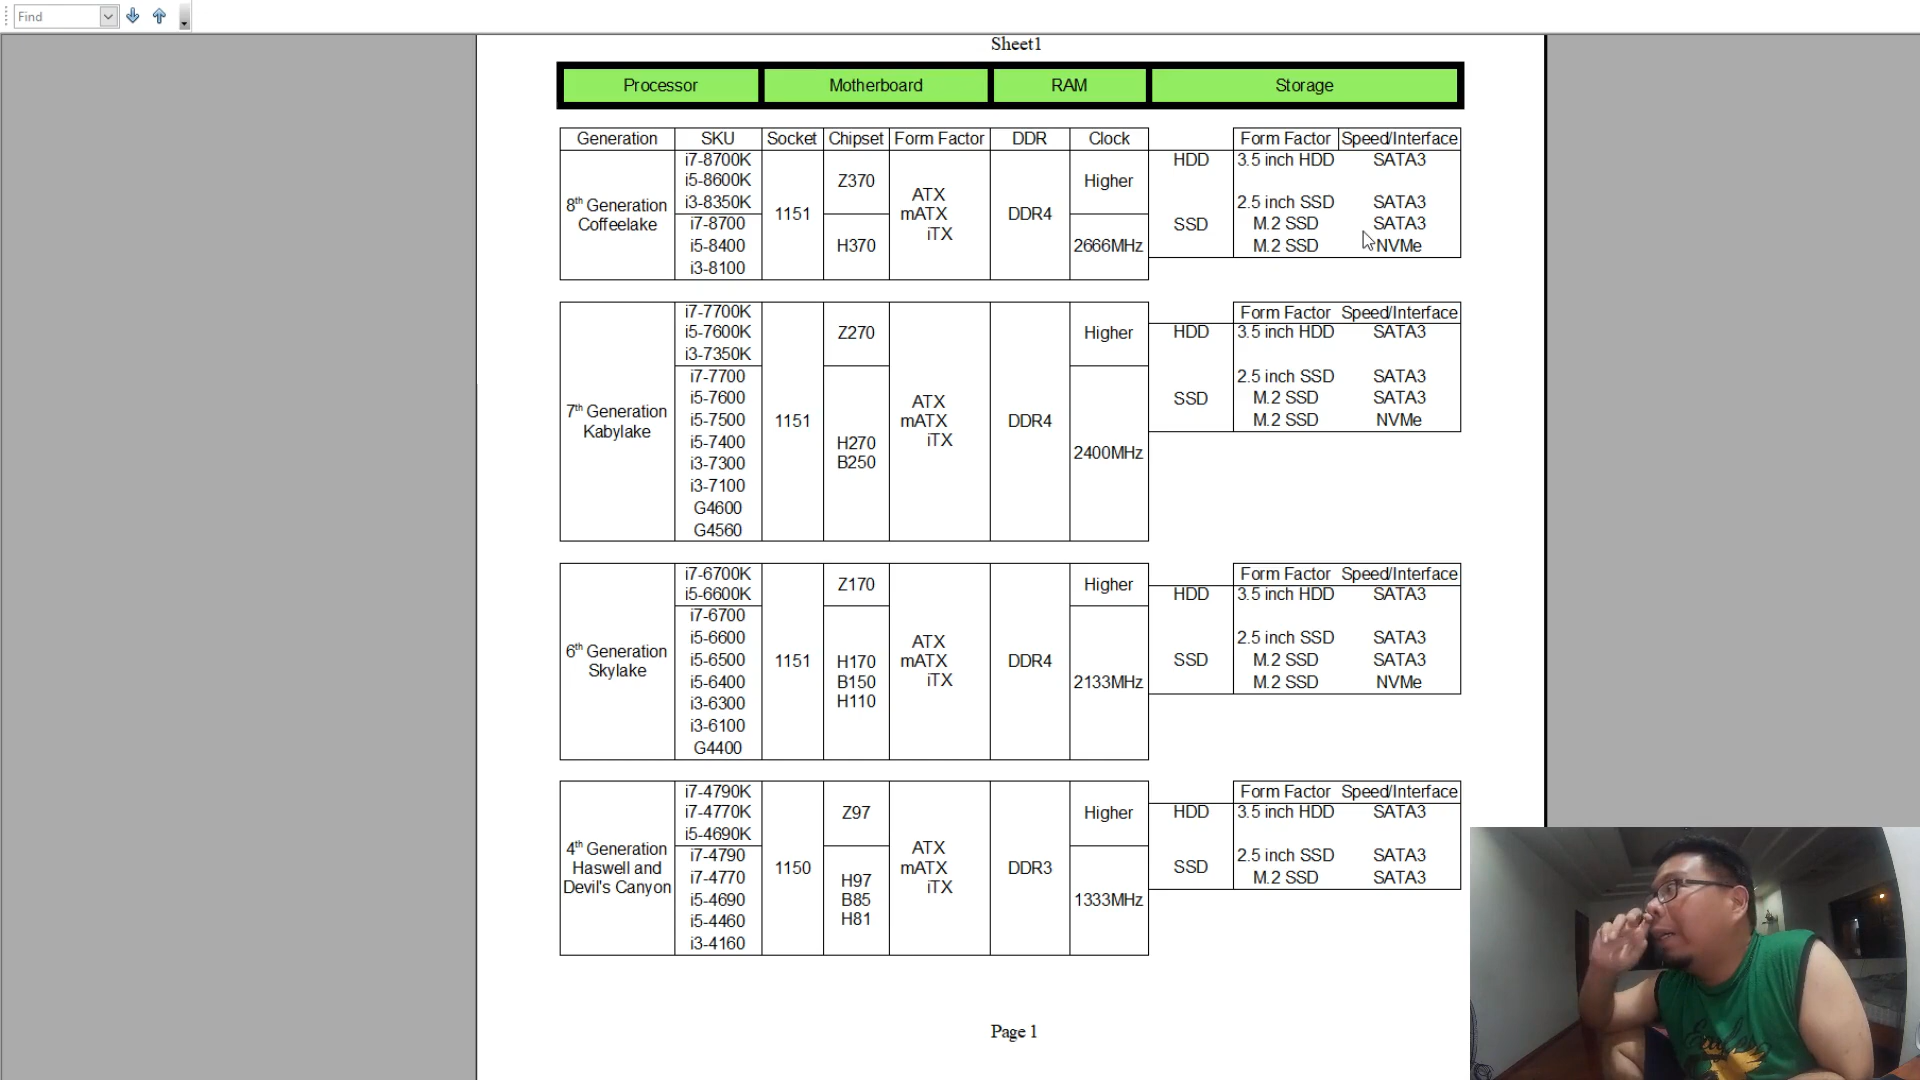 Find
Sheet1
Processor Motherboard RAM Storage
Generation SKU Socket Chipset Form Factor DDR Clock Form Factor Speed/Interface
8th Generation
Coffeelake
i7-8700K
i5-8600K
i3-8350K
i7-8700
i5-8400
i3-8100
1151
Z370
H370
ATX
mATX
iTX
DDR4
Higher
2666MHz
HDD 3.5 inch HDD SATA3
SSD
2.5 inch SSD SATA3
M.2 SSD SATA3
M.2 SSD NVMe
7th Generation
Kabylake
i7-7700K
i5-7600K
i3-7350K
i7-7700
i5-7600
i5-7500
i5-7400
i3-7300
i3-7100
G4600
G4560
1151
Z270
H270
B250
ATX
mATX
iTX
DDR4
Higher
2400MHz
Form Factor Speed/Interface
HDD 3.5 inch HDD SATA3
SSD
2.5 inch SSD SATA3
M.2 SSD SATA3
M.2 SSD NVMe
6th Generation
Skylake
i7-6700K
i5-6600K
i7-6700
i5-6600
i5-6500
i5-6400
i3-6300
i3-6100
G4400
1151
Z170
H170
B150
H110
ATX
mATX
iTX
DDR4
Higher
2133MHz
Form Factor Speed/Interface
HDD 3.5 inch HDD SATA3
SSD
2.5 inch SSD SATA3
M.2 SSD SATA3
M.2 SSD NVMe
4th Generation
Haswell and
Devil's Canyon
i7-4790K
i7-4770K
i5-4690K
i7-4790
i7-4770
i5-4690
i5-4460
i3-4160
1150
Z97
H97
B85
H81
ATX
mATX
iTX
DDR3
Higher
1333MHz
Form Factor Speed/Interface
HDD 3.5 inch HDD SATA3
SSD
2.5 inch SSD SATA3
M.2 SSD SATA3
Page 1